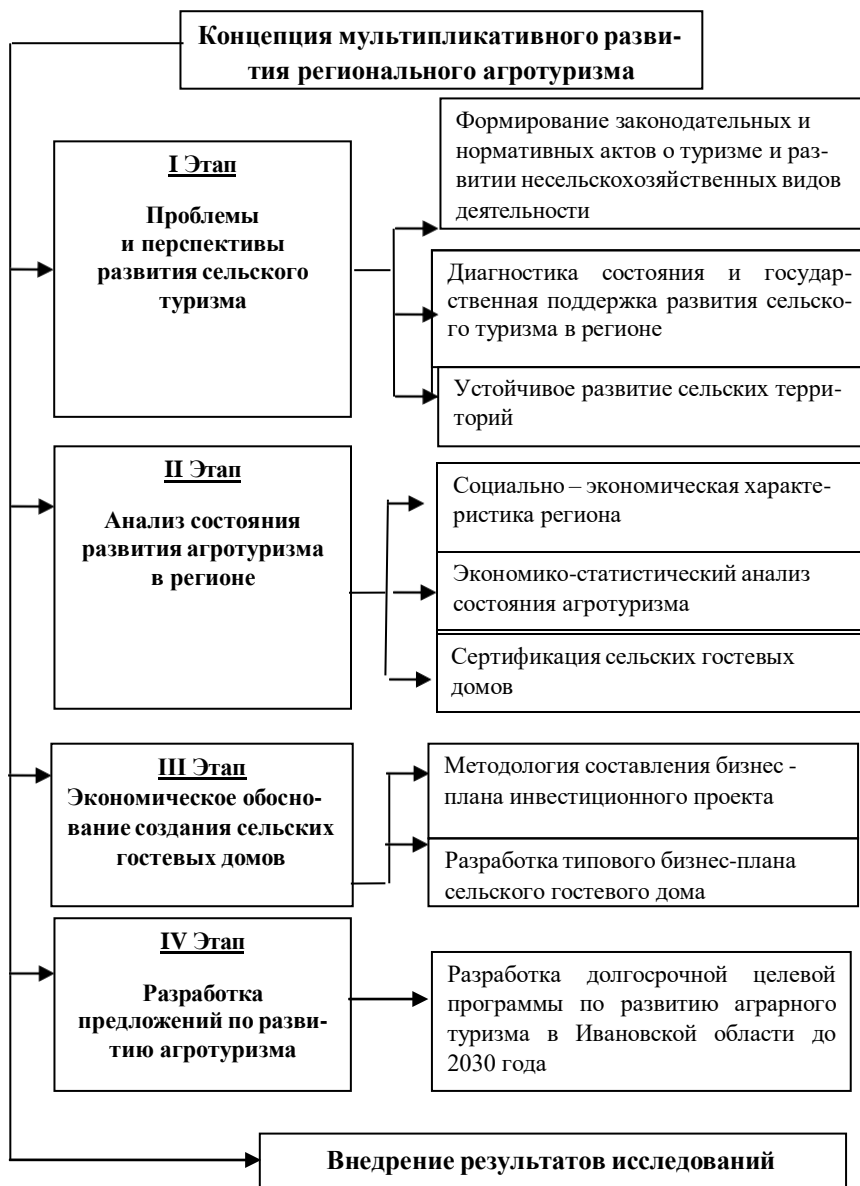 Концепция мультипликативного разви-
тия регионального агротуризма
I Этап
Проблемы
и перспективы
развития сельского
туризма
Формирование законодательных и
нормативных актов о туризме и раз-
витии несельскохозяйственных видов
деятельности
Диагностика состояния и государ-
ственная поддержка развития сельско-
го туризма в регионе
Устойчивое развитие сельских терри-
торий
II Этап
Анализ состояния
развития агротуризма
в регионе
Социально – экономическая характе-
ристика региона
Экономико-статистический анализ
состояния агротуризма
Сертификация сельских гостевых
домов
III Этап
Экономическое обосно-
вание создания сельских
гостевых домов
Методология составления бизнес -
плана инвестиционного проекта
Разработка типового бизнес-плана
сельского гостевого дома
IV Этап
Разработка
предложений по разви-
тию агротуризма
Разработка долгосрочной целевой
программы по развитию аграрного
туризма в Ивановской области до
2030 года
Внедрение результатов исследований